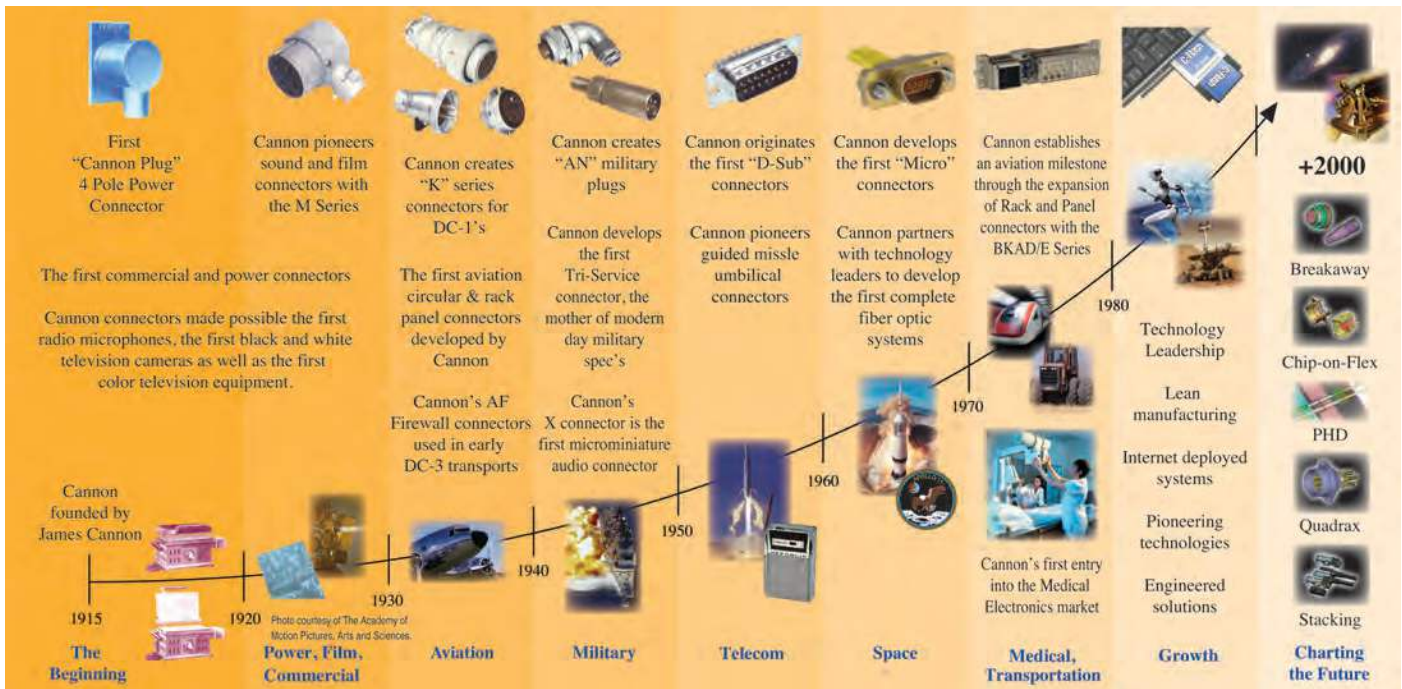 First
“Cannon Plug”
4 Pole Power
Connector
Cannon pioneers
sound and film
connectors with
the M Series
The first commercial and power connectors
Cannon connectors made possible the first
radio microphones, the first black and white
television cameras as well as the first
color television equipment.
Cannon
founded by
James Cannon
1915
The
Beginning
1920
Photo courtesy of The Academy of
Motion Pictures, Arts and Sciences.
Power, Film,
Commercial
1930
Cannon creates
“K” series
connectors for
DC-1's
The first aviation
circular & rack
panel connectors
developed by
Cannon
Cannon's AF
Firewall connectors
used in early
DC-3 transports
Aviation
1940
Cannon creates
“AN” military
plugs
Cannon develops
the first
Tri-Service
connector, the
mother of modern
day military
spec's
Cannon's
X connector is the
first microminiature
audio connector
Military
1950
Cannon originates
the first “D-Sub”
connectors
Cannon pioneers
guided missle
umbilical
connectors
Telecom
1960
Cannon develops
the first “Micro”
connectors
Cannon partners
with technology
leaders to develop
the first complete
fiber optic
systems
Space
1970
Cannon establishes
an aviation milestone
through the expansion
of Rack and Panel
connectors with the
BKAD/E Series
Cannon's first entry
into the Medical
Electronics market
Medical,
Transportation
1980
Technology
Leadership
Lean
manufacturing
Internet deployed
systems
Pioneering
technologies
Engineered
solutions
Growth
+2000
Breakaway
Chip-on-Flex
PHD
Quadrax
Stacking
Charting
the Future